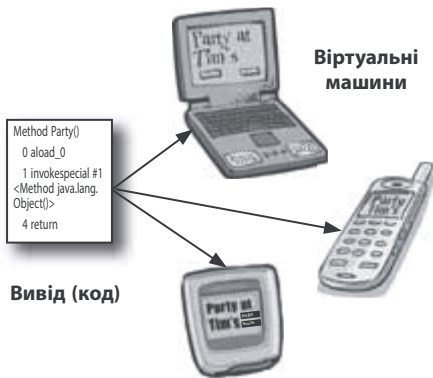 Party at
Tim's
Віртуальні
машини
Method Party()
0 aload_0
1 invokespecial #1
<Method java.lang.
Object()>
4 return
Party
Tim's
Вивід (код)
Party at
Tim's